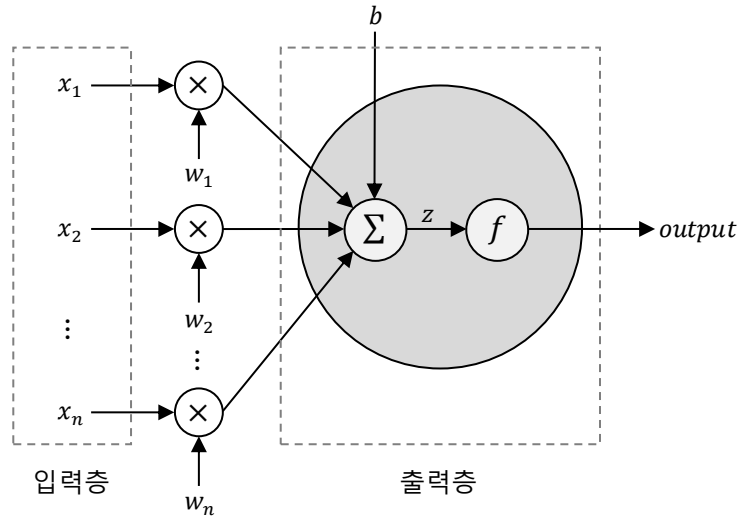 b
x₁
×
w₁
x₂
×
Σ
z
f
output
w₂
⋮
⋮
xₙ
×
입력층
wₙ
출력층